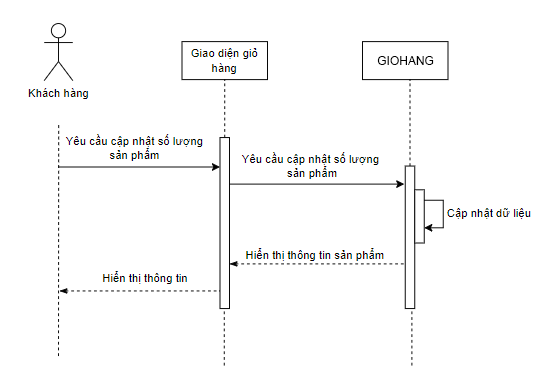 Giao diện giỏ
hàng
GIOHANG
Khách hàng
Yêu cầu cập nhật số lượng
sản phẩm
Yêu cầu cập nhật số lượng
sản phẩm
Cập nhật dữ liệu
Hiển thị thông tin sản phẩm
Hiển thị thông tin